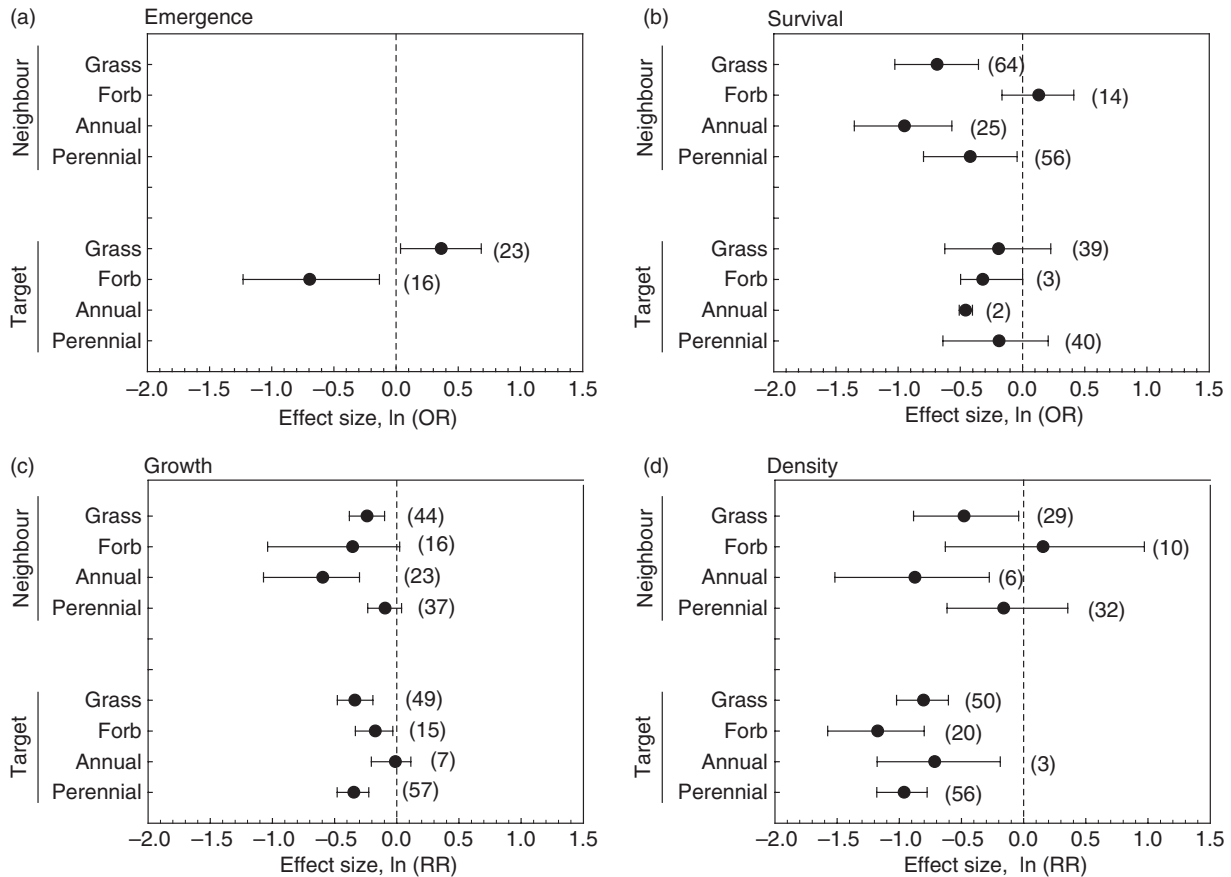 (a) Emergence
Neighbour
Grass
Forb
Annual
Perennial
Target
Grass (23)
Forb (16)
Annual
Perennial
–2.0 –1.5 –1.0 –0.5 0.0 0.5 1.0 1.5
Effect size, ln (OR)
(b) Survival
Neighbour
Grass (64)
Forb (14)
Annual (25)
Perennial (56)
Target
Grass (39)
Forb (3)
Annual (2)
Perennial (40)
–2.0 –1.5 –1.0 –0.5 0.0 0.5 1.0 1.5
Effect size, ln (OR)
(c) Growth
Neighbour
Grass (44)
Forb (16)
Annual (23)
Perennial (37)
Target
Grass (49)
Forb (15)
Annual (7)
Perennial (57)
–2.0 –1.5 –1.0 –0.5 0.0 0.5 1.0 1.5
Effect size, ln (RR)
(d) Density
Neighbour
Grass (29)
Forb (10)
Annual (6)
Perennial (32)
Target
Grass (50)
Forb (20)
Annual (3)
Perennial (56)
–2.0 –1.5 –1.0 –0.5 0.0 0.5 1.0 1.5
Effect size, ln (RR)